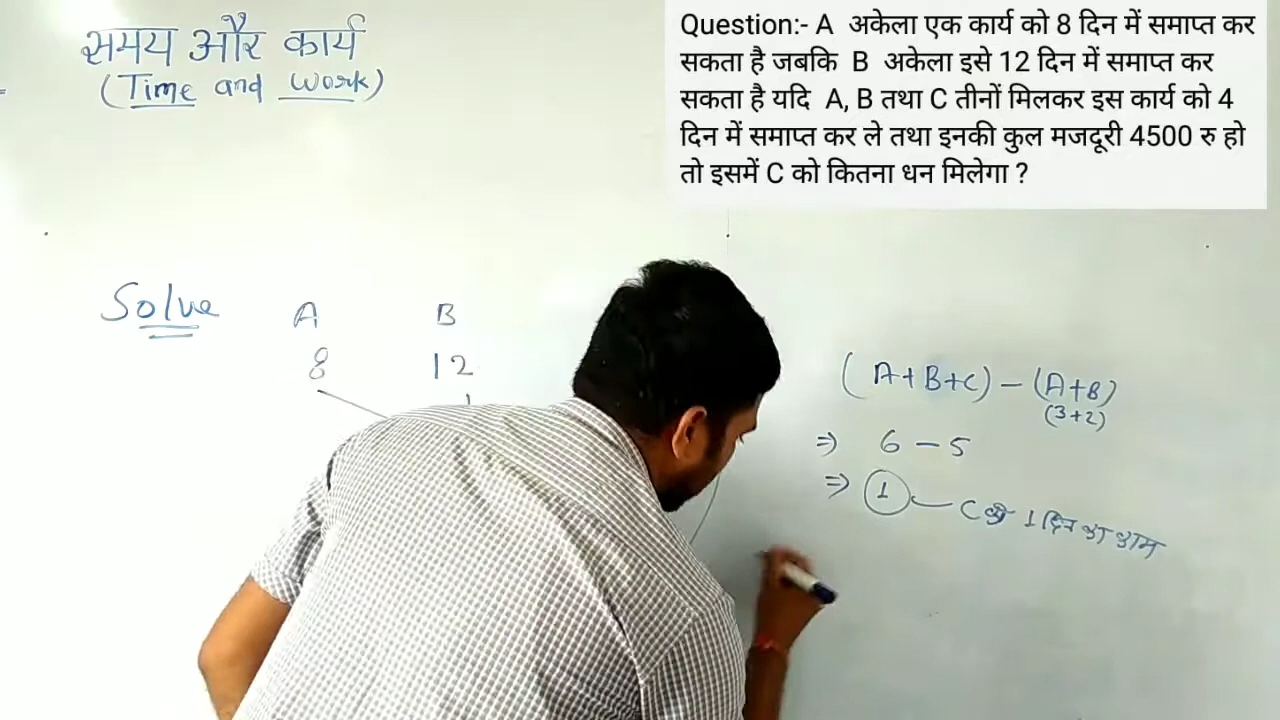 समय और कार्य
(Time and Work)
Question:- A अकेला एक कार्य को 8 दिन में समाप्त कर
सकता है जबकि B अकेला इसे 12 दिन में समाप्त कर
सकता है यदि A, B तथा C तीनों मिलकर इस कार्य को 4
दिन में समाप्त कर ले तथा इनकी कुल मजदूरी 4500 रु हो
तो इसमें C को कितना धन मिलेगा ?
Solve
A B
8 12
(A+B+C) – (A+B)
(3+2)
⇒ 6 – 5
⇒ 1 — C का 1 दिन का काम